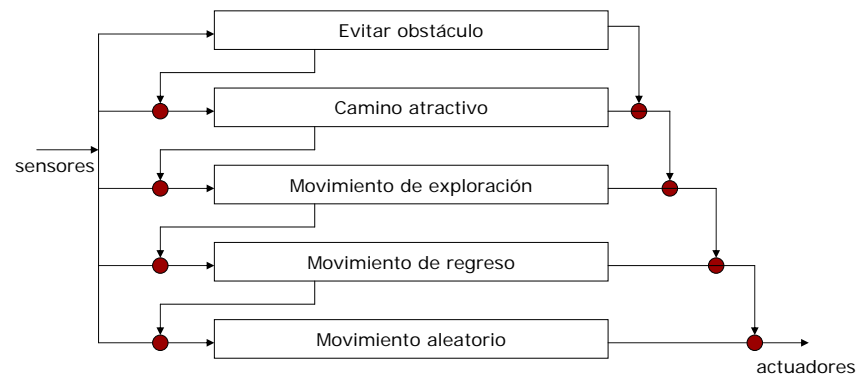 Evitar obstáculo
Camino atractivo
sensores
Movimiento de exploración
Movimiento de regreso
Movimiento aleatorio
actuadores